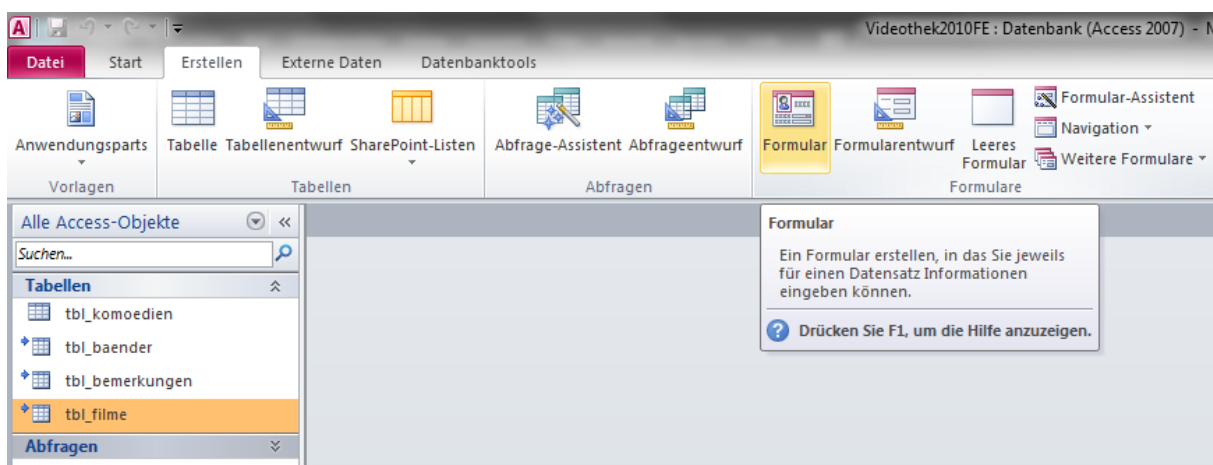 Videothek2010FE : Datenbank (Access 2007) -
Datei Start Erstellen Externe Daten Datenbanktools
Anwendungsparts Tabelle Tabellenentwurf SharePoint-Listen Abfrage-Assistent Abfrageentwurf Formular Formularentwurf Leeres Formular Formular-Assistent
Navigation
Weitere Formulare
Vorlagen Tabellen Abfragen Formulare
Alle Access-Objekte
Suchen...
Tabellen
tbl_komoedien
tbl_baender
tbl_bemerkungen
tbl_filme
Abfragen
Formular
Ein Formular erstellen, in das Sie jeweils
für einen Datensatz Informationen
eingeben können.
Drücken Sie F1, um die Hilfe anzuzeigen.